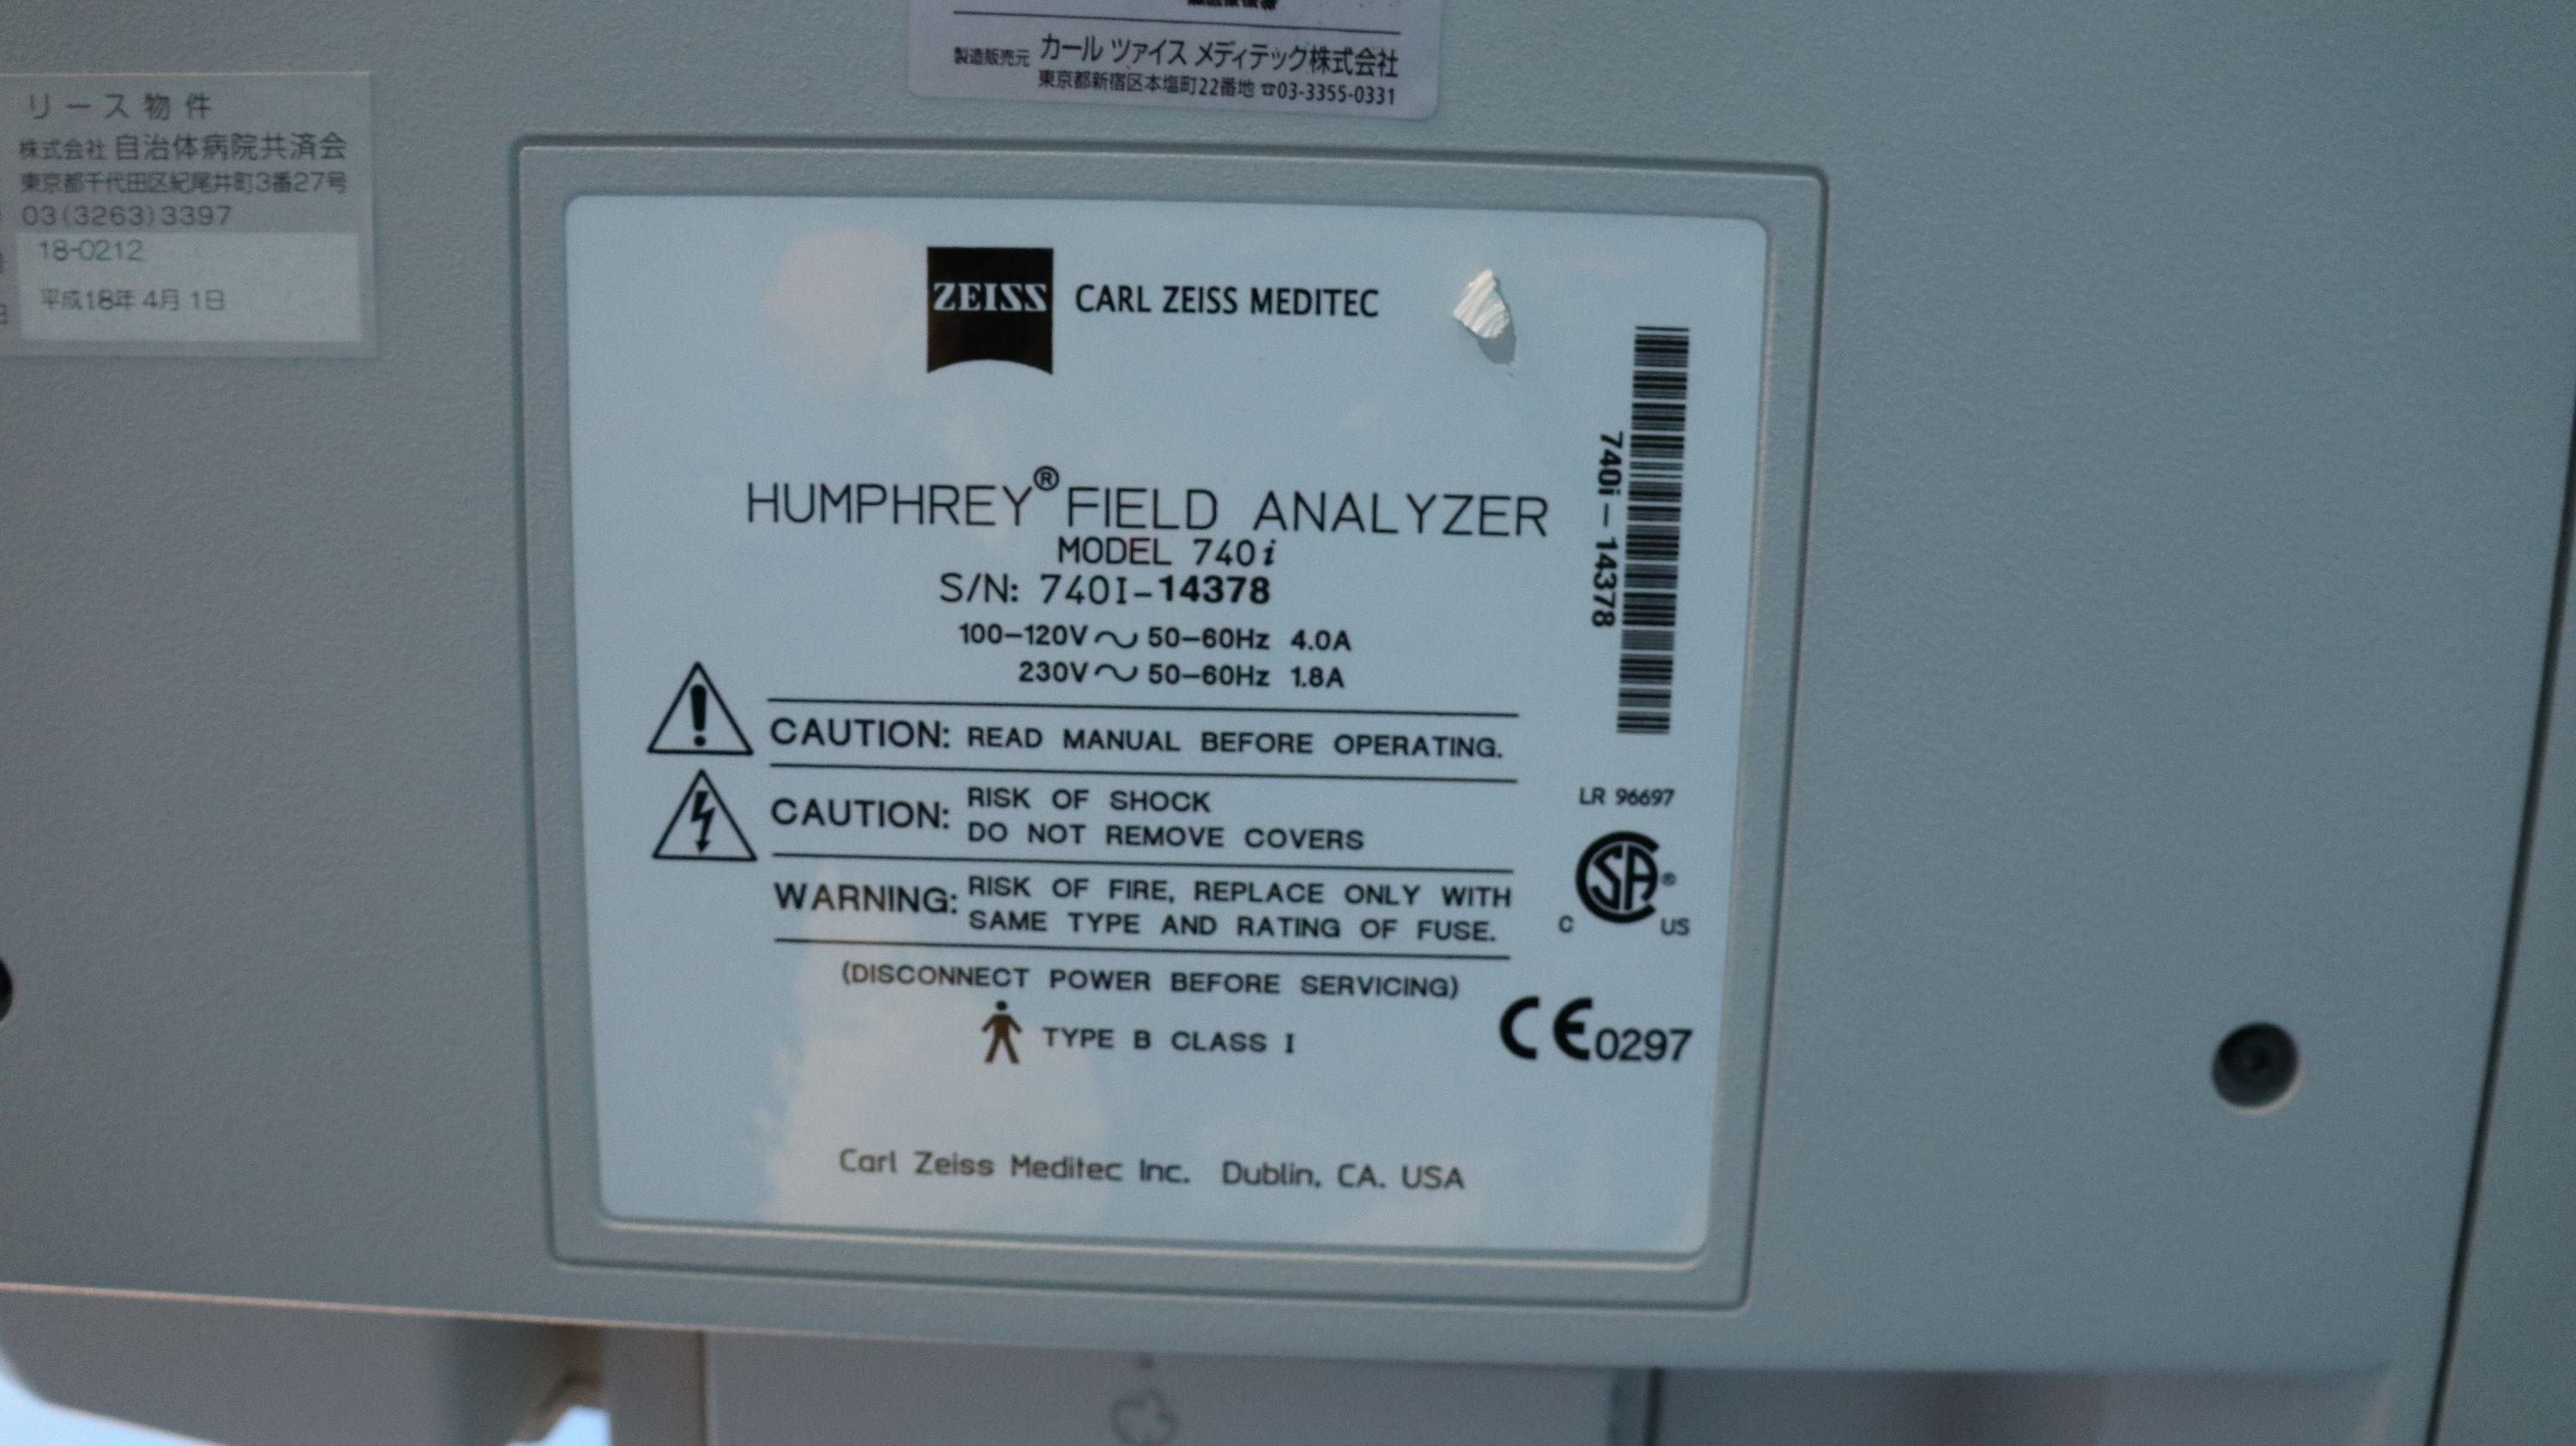 製造販売元 カール ツァイス メディテック株式会社
東京都新宿区本塩町22番地 ☎03-3355-0331
リース物件
株式会社 自治体病院共済会
東京都千代田区紀尾井町3番27号
03(3263)3397
18-0212
平成18年 4月 1日
ZEISS
CARL ZEISS MEDITEC
HUMPHREY® FIELD ANALYZER
MODEL 740i
S/N: 740I-14378
100-120V ~ 50-60Hz 4.0A
230V ~ 50-60Hz 1.8A
740i-14378
CAUTION: READ MANUAL BEFORE OPERATING.
CAUTION: RISK OF SHOCK
DO NOT REMOVE COVERS
WARNING: RISK OF FIRE, REPLACE ONLY WITH
SAME TYPE AND RATING OF FUSE.
(DISCONNECT POWER BEFORE SERVICING)
TYPE B CLASS I
LR 96697
SA®
C US
CE0297
Carl Zeiss Meditec Inc. Dublin, CA. USA